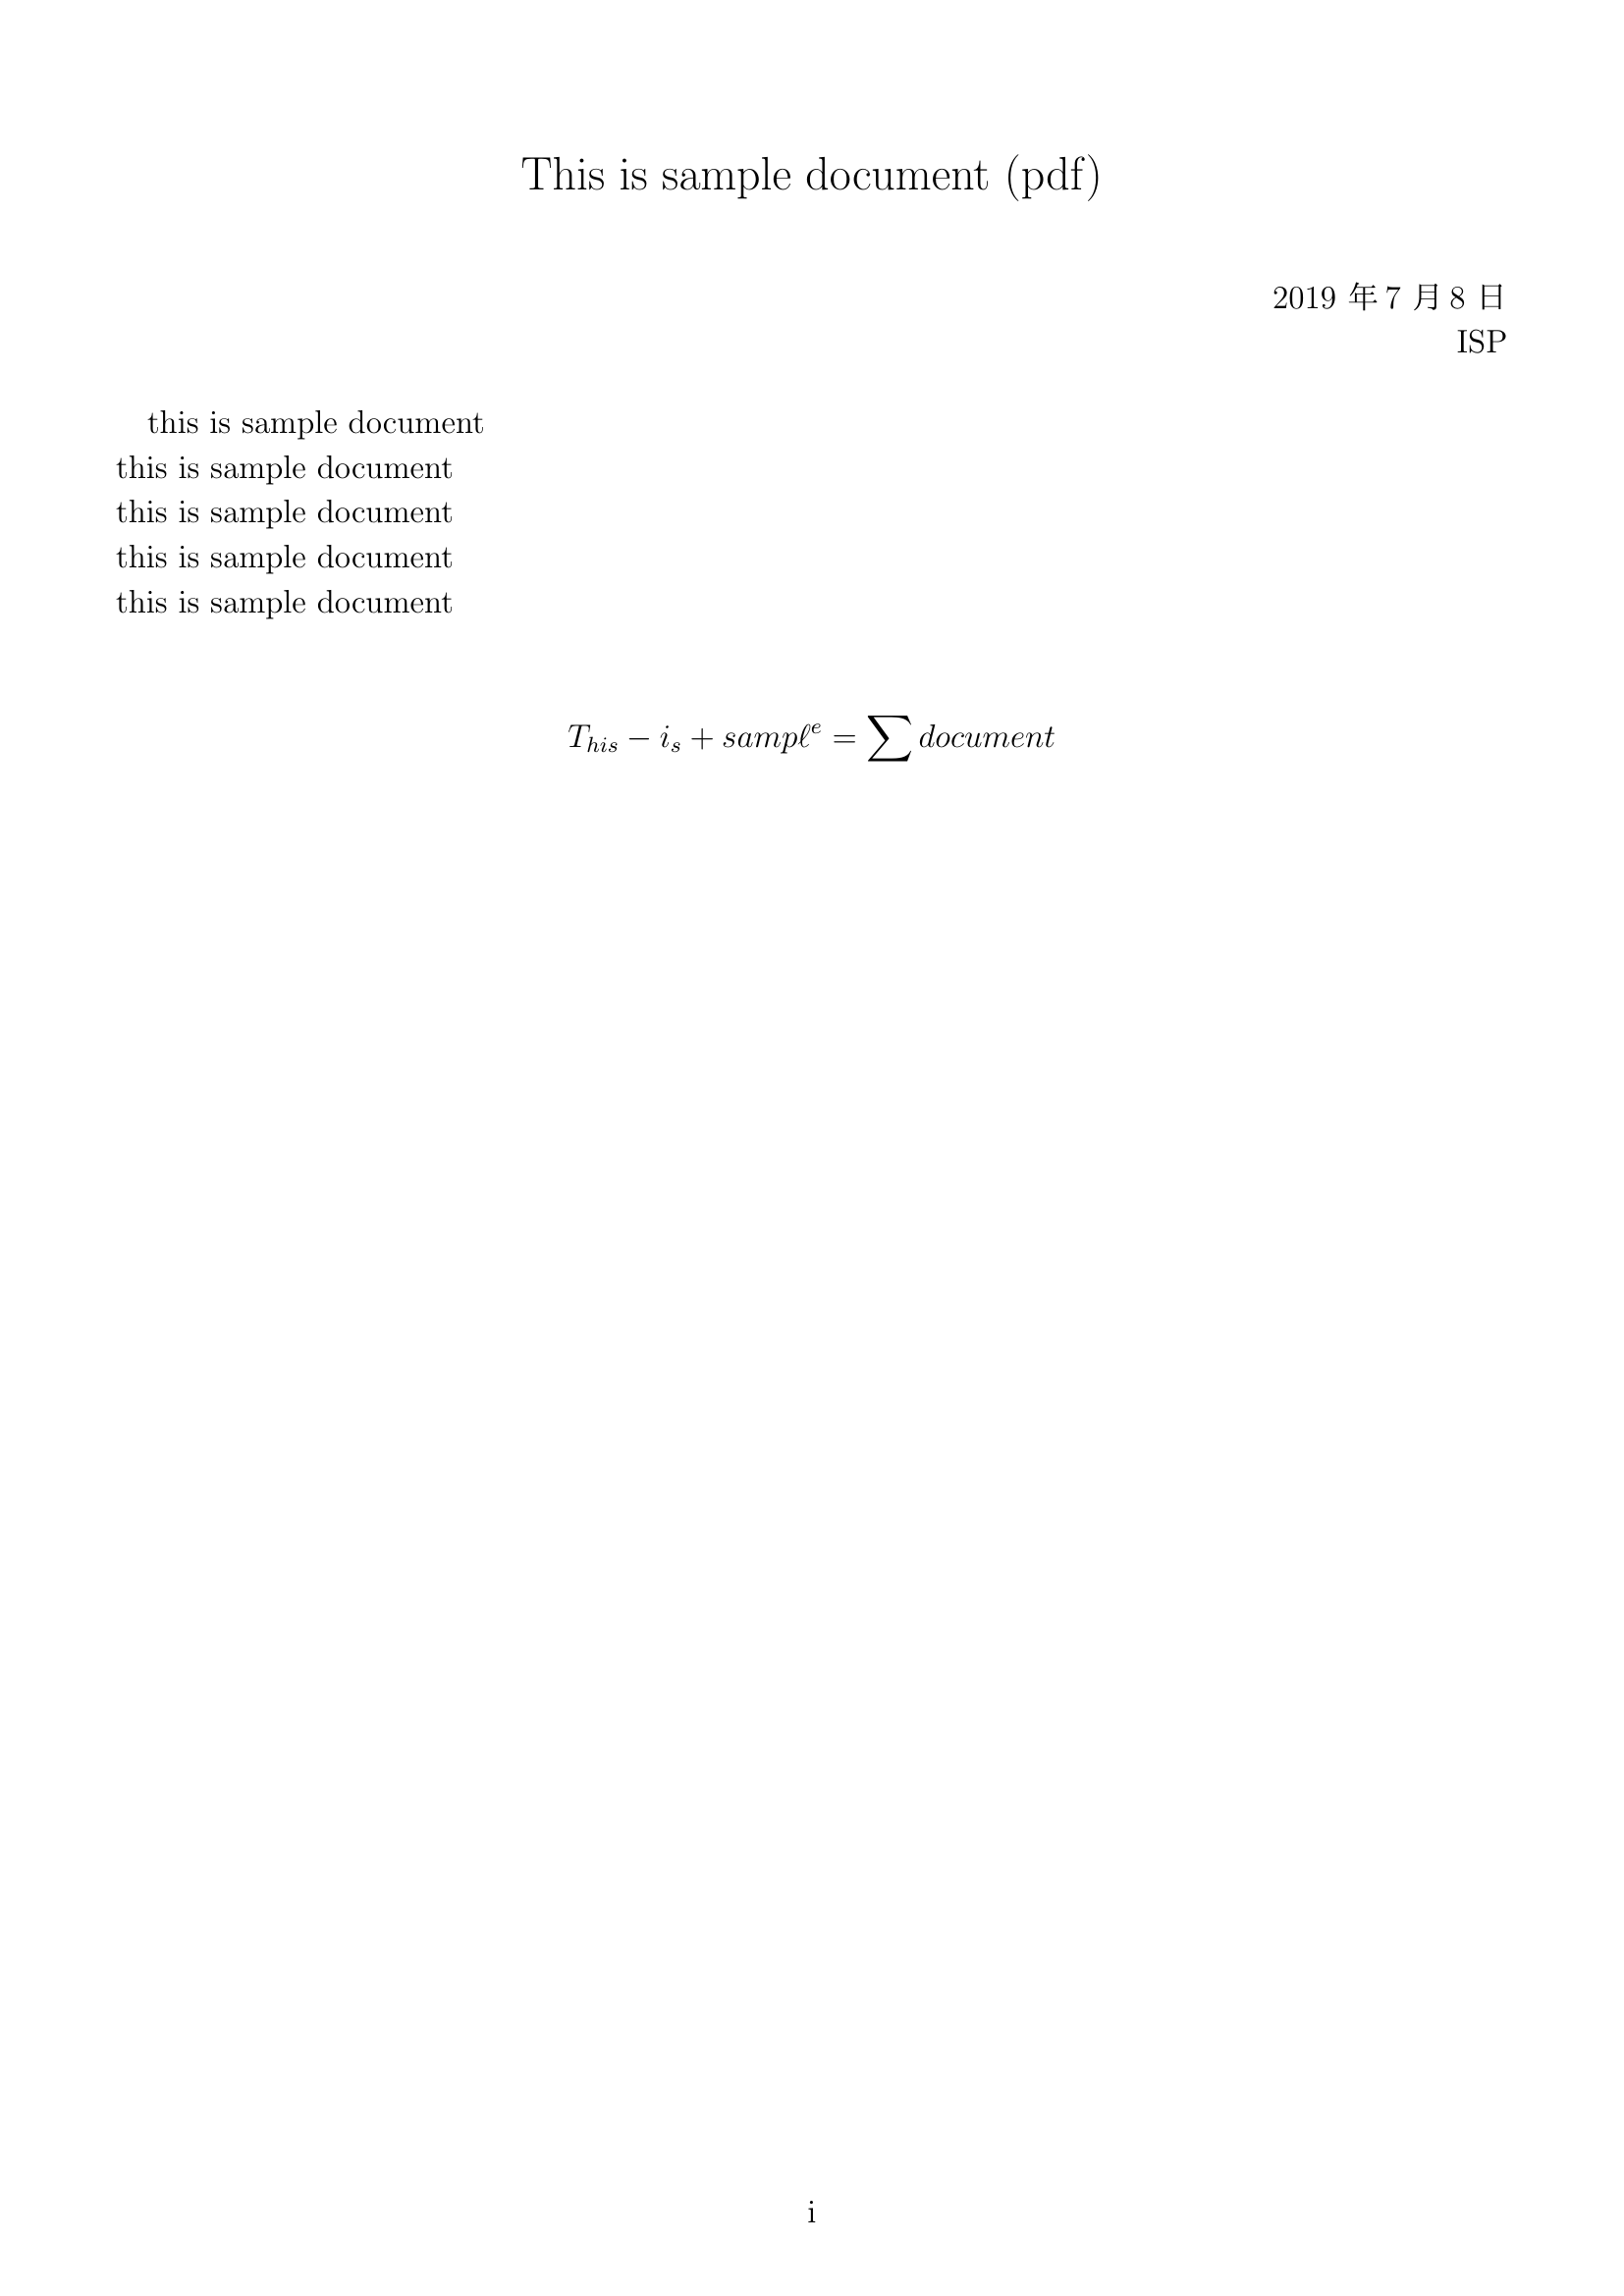 This is sample document (pdf)
2019 年 7 月 8 日
ISP
this is sample document
this is sample document
this is sample document
this is sample document
this is sample document
T_{his} − i_s + sampℓ^e = ∑ document
i